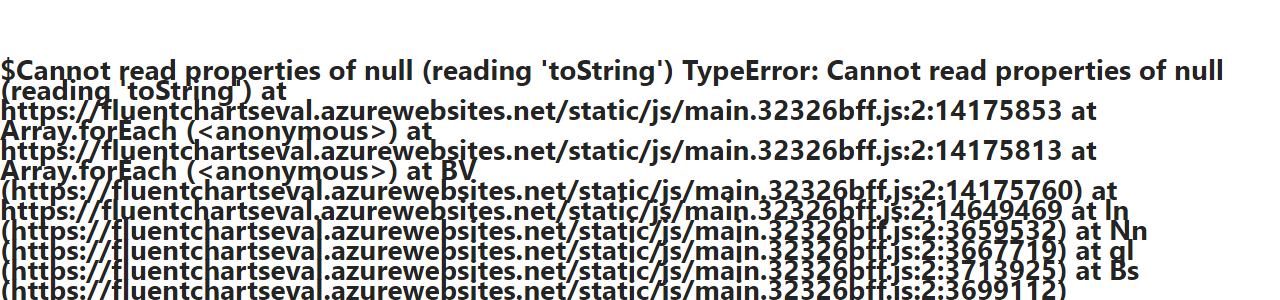 $Cannot read properties of null (reading 'toString') TypeError: Cannot read properties of null
(reading 'toString') at
https://fluentchartseval.azurewebsites.net/static/js/main.32326bff.js:2:14175853 at
Array.forEach (<anonymous>) at
https://fluentchartseval.azurewebsites.net/static/js/main.32326bff.js:2:14175813 at
Array.forEach (<anonymous>) at BV
(https://fluentchartseval.azurewebsites.net/static/js/main.32326bff.js:2:14175760) at
https://fluentchartseval.azurewebsites.net/static/js/main.32326bff.js:2:14649469 at In
(https://fluentchartseval.azurewebsites.net/static/js/main.32326bff.js:2:3659532) at Nn
(https://fluentchartseval.azurewebsites.net/static/js/main.32326bff.js:2:3667719) at gl
(https://fluentchartseval.azurewebsites.net/static/js/main.32326bff.js:2:3713925) at Bs
(https://fluentchartseval.azurewebsites.net/static/js/main.32326bff.js:2:3699112)